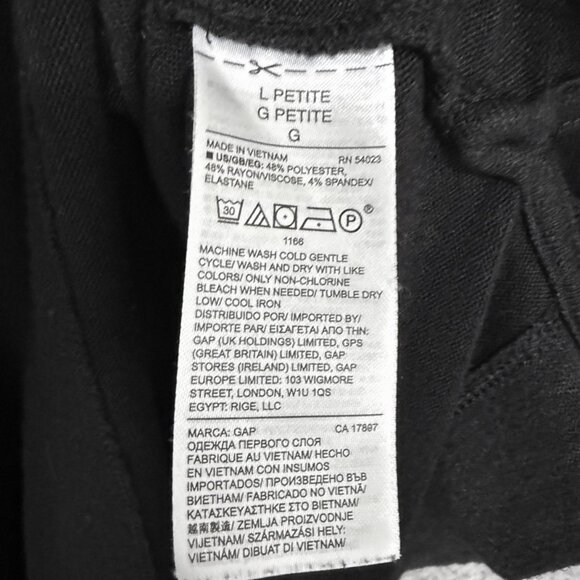 L PETITE
G PETITE
G
MADE IN VIETNAM RN 54023
US/GB/EG: 48% POLYESTER,
48% RAYON/VISCOSE, 4% SPANDEX/
ELASTANE
30 P ®
1166
MACHINE WASH COLD GENTLE
CYCLE/ WASH AND DRY WITH LIKE
COLORS/ ONLY NON-CHLORINE
BLEACH WHEN NEEDED/ TUMBLE DRY
LOW/ COOL IRON
DISTRIBUIDO POR/ IMPORTED BY/
IMPORTE PAR/ ΕΙΣΑΓΕΤΑΙ ΑΠΟ ΤΗΝ:
GAP (UK HOLDINGS) LIMITED, GPS
(GREAT BRITAIN) LIMITED, GAP
STORES (IRELAND) LIMITED, GAP
EUROPE LIMITED: 103 WIGMORE
STREET, LONDON, W1U 1QS
EGYPT: RIGE, LLC
MARCA: GAP CA 17897
ОДЕЖДА ПЕРВОГО СЛОЯ
FABRIQUE AU VIETNAM/ HECHO
EN VIETNAM CON INSUMOS
IMPORTADOS/ ПРОИЗВЕДЕНО ВЪВ
ВИЕТНАМ/ FABRICADO NO VIETNÃ/
ΚΑΤΑΣΚΕΥΑΣΤΗΚΕ ΣΤΟ ΒΙΕΤΝΑΜ/
越南製造/ ZEMLJA PROIZVODNJE
VIJETNAM/ SZÁRMAZÁSI HELY:
VIETNÁM/ DIBUAT DI VIETNAM/